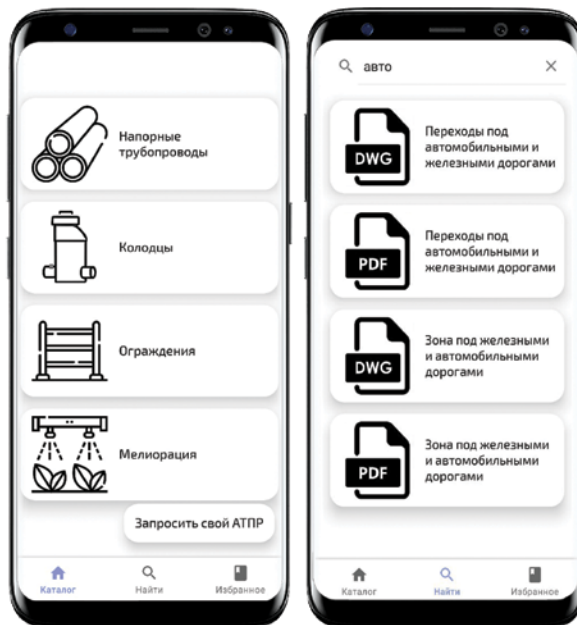 Напорные
трубопроводы
Колодцы
Ограждения
Мелиорация
Запросить свой АТПР
Каталог
Найти
Избранное
авто
DWG
Переходы под
автомобильными и
железными дорогами
PDF
Переходы под
автомобильными и
железными дорогами
DWG
Зона под железными
и автомобильными
дорогами
PDF
Зона под железными
и автомобильными
дорогами
Каталог
Найти
Избранное